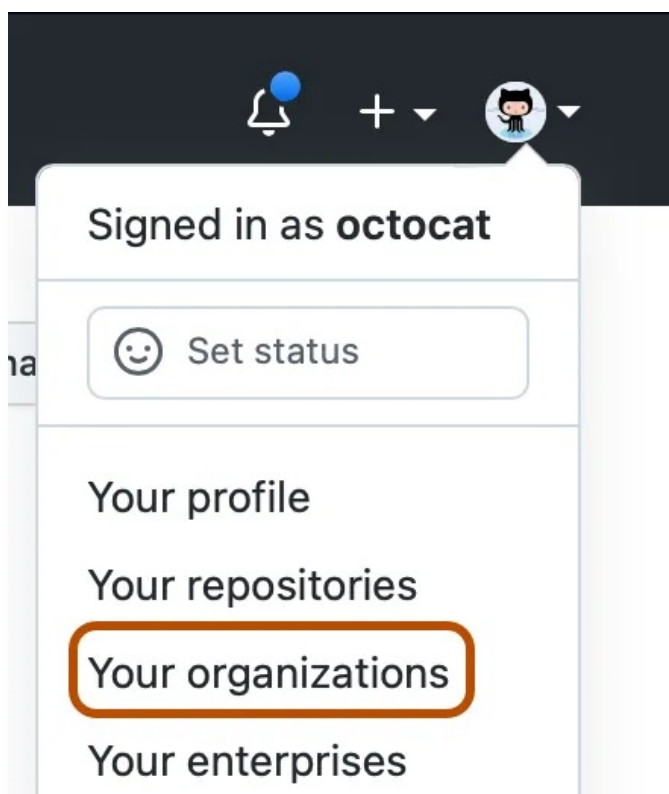 Signed in as octocat
Set status
Your profile
Your repositories
Your organizations
Your enterprises